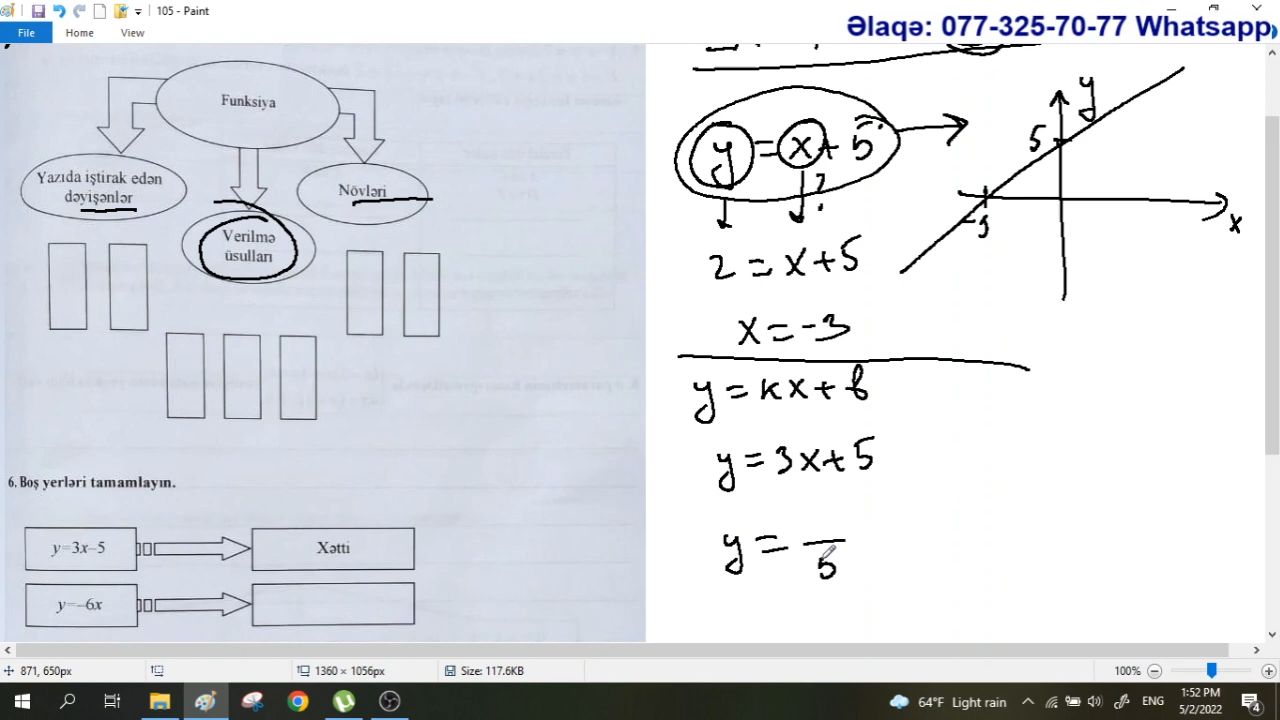 105 - Paint
Əlaqə: 077-325-70-77 Whatsapp
File Home View
Funksiya
Yazıda iştirak edən
dəyişənlər
Növləri
Verilmə
üsulları
6. Boş yerləri tamamlayın.
y=3x–5
Xətti
y=–6x
y = x + 5
?
2 = x + 5
x = -3
y = kx + b
y = 3x + 5
y = — 5
y
5
-5
x
871, 650px
1360 × 1056px
Size: 117.6KB
100%
64°F Light rain
ENG
1:52 PM
5/2/2022
4